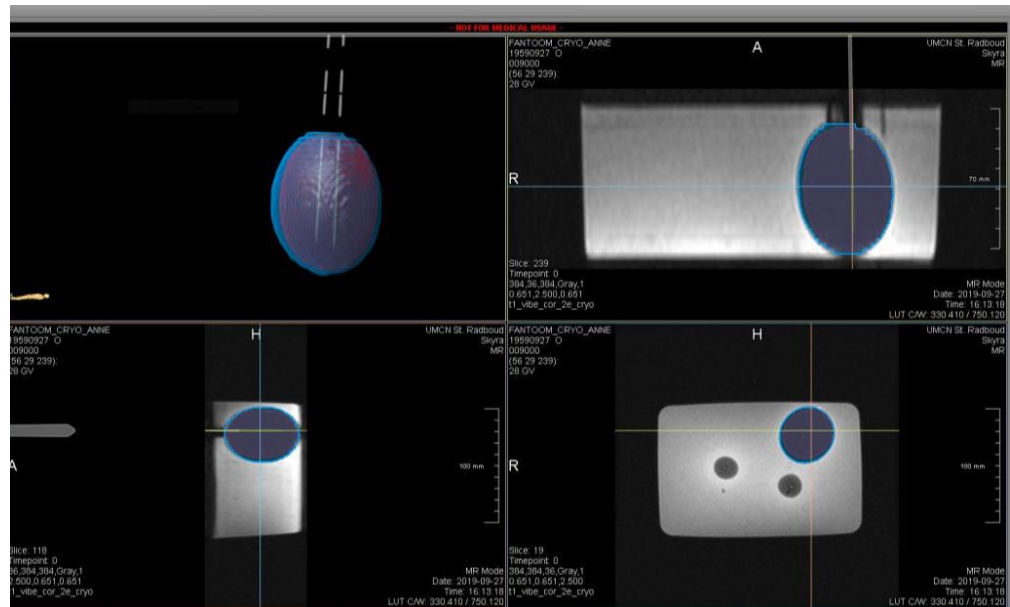 - NOT FOR MEDICAL USAGE -
FANTOOM_CRYO_ANNE
19590927 O
009000
(56 29 239):
28 GV
A
UMCN St. Radboud
Skyra
MR
R
70 mm
Slice: 239
Timepoint: 0
384,36,384,Gray,1
0.651,2.500,0.651
t1_vibe_cor_2e_cryo
MR Mode
Date: 2019-09-27
Time: 16:13:18
LUT C/W: 330.410 / 750.120
FANTOOM_CRYO_ANNE
19590927 O
009000
(56 29 239):
28 GV
H
UMCN St. Radboud
Skyra
MR
A
100 mm
Slice: 118
Timepoint: 0
36,384,384,Gray,1
2.500,0.651,0.651
t1_vibe_cor_2e_cryo
MR Mode
Date: 2019-09-27
Time: 16:13:18
LUT C/W: 330.410 / 750.120
FANTOOM_CRYO_ANNE
19590927 O
009000
(56 29 239):
28 GV
H
UMCN St. Radboud
Skyra
MR
R
100 mm
Slice: 19
Timepoint: 0
384,384,36,Gray,1
0.651,0.651,2.500
t1_vibe_cor_2e_cryo
MR Mode
Date: 2019-09-27
Time: 16:13:18
LUT C/W: 330.410 / 750.120